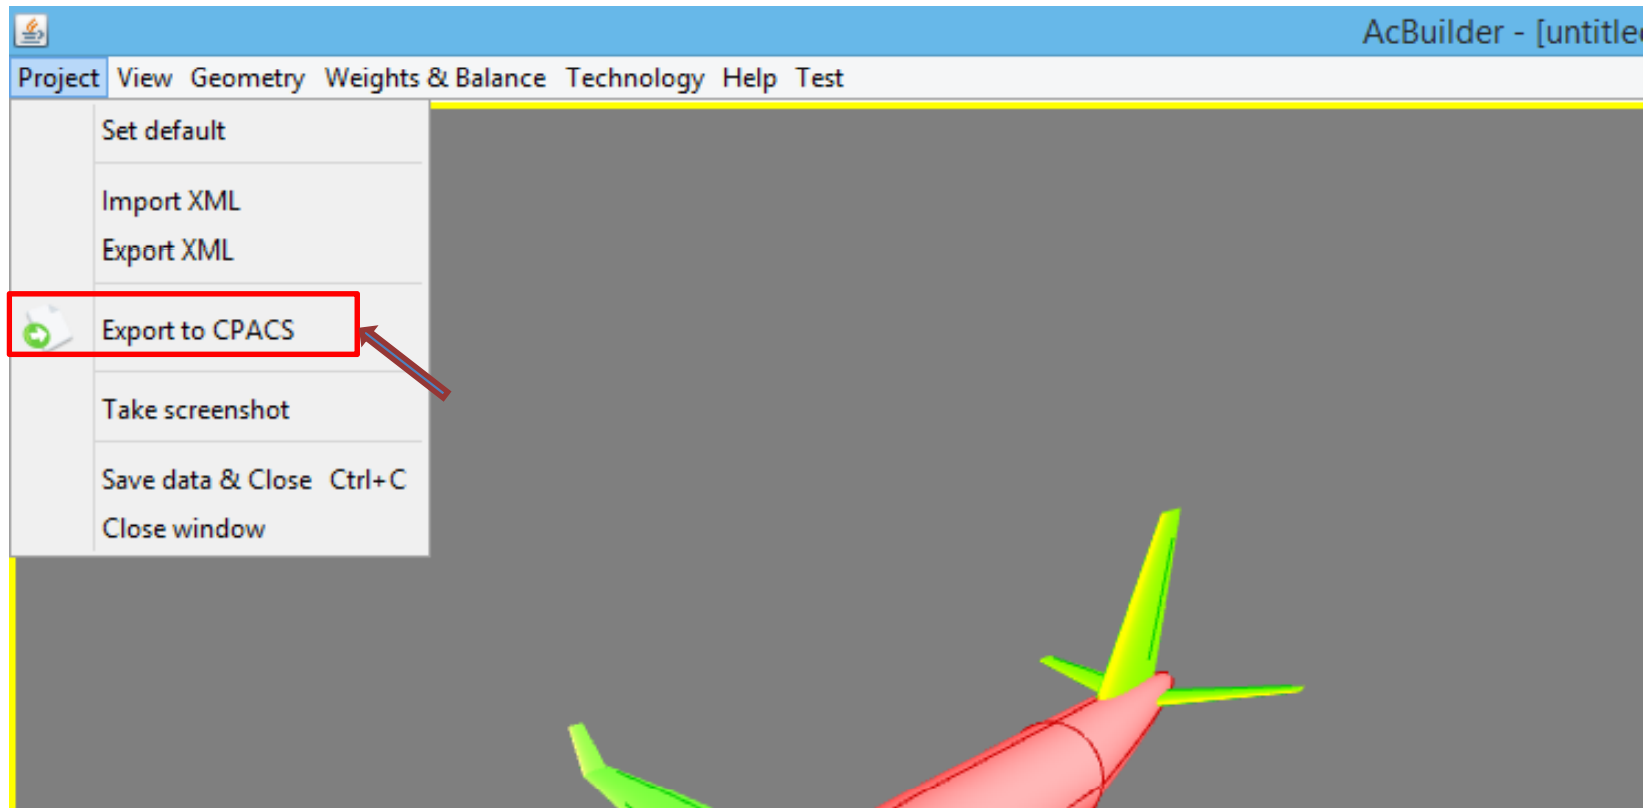 AcBuilder - [untitled
Project View Geometry Weights & Balance Technology Help Test
Set default
Import XML
Export XML
Export to CPACS
Take screenshot
Save data & Close Ctrl+C
Close window